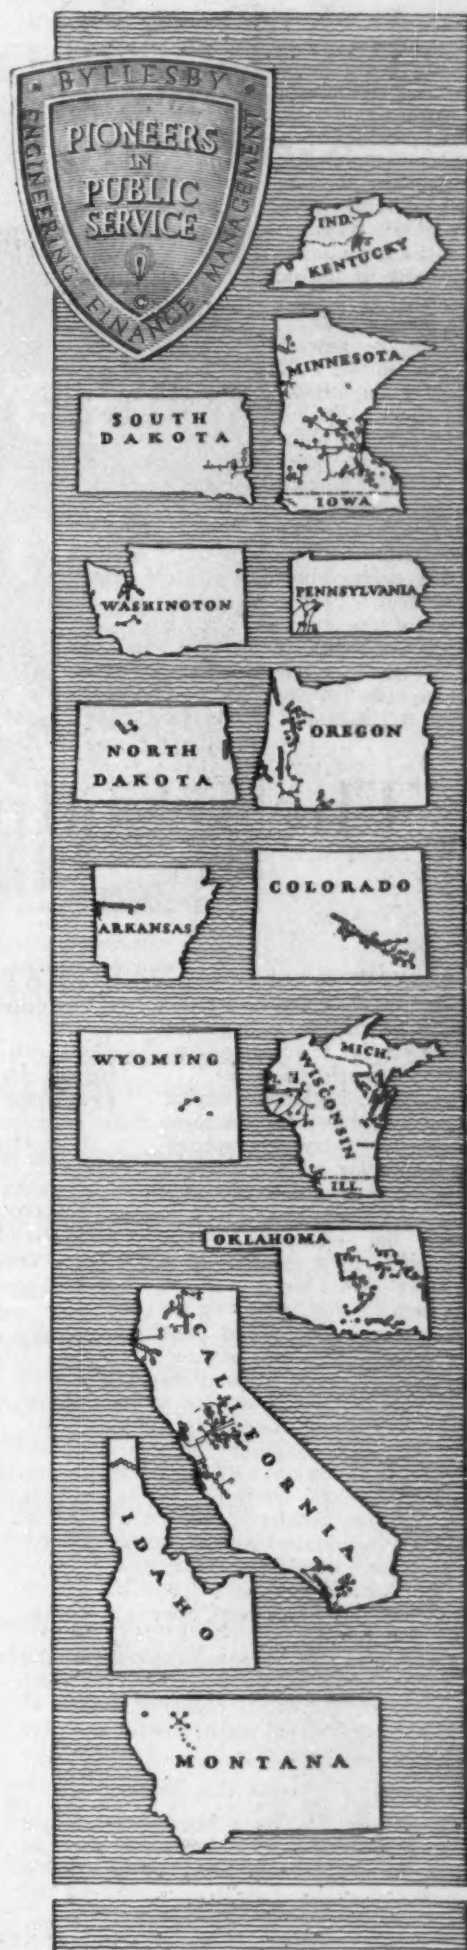 BYLLESBY
ENGINEERING, FINANCE, MANAGEMENT
PIONEERS
IN
PUBLIC
SERVICE
©
IND.
KENTUCKY
MINNESOTA
IOWA
SOUTH
DAKOTA
WASHINGTON
PENNSYLVANIA
NORTH
DAKOTA
OREGON
ARKANSAS
COLORADO
WYOMING
MICH.
WISCONSIN
ILL.
OKLAHOMA
CALIFORNIA
IDAHO
MONTANA